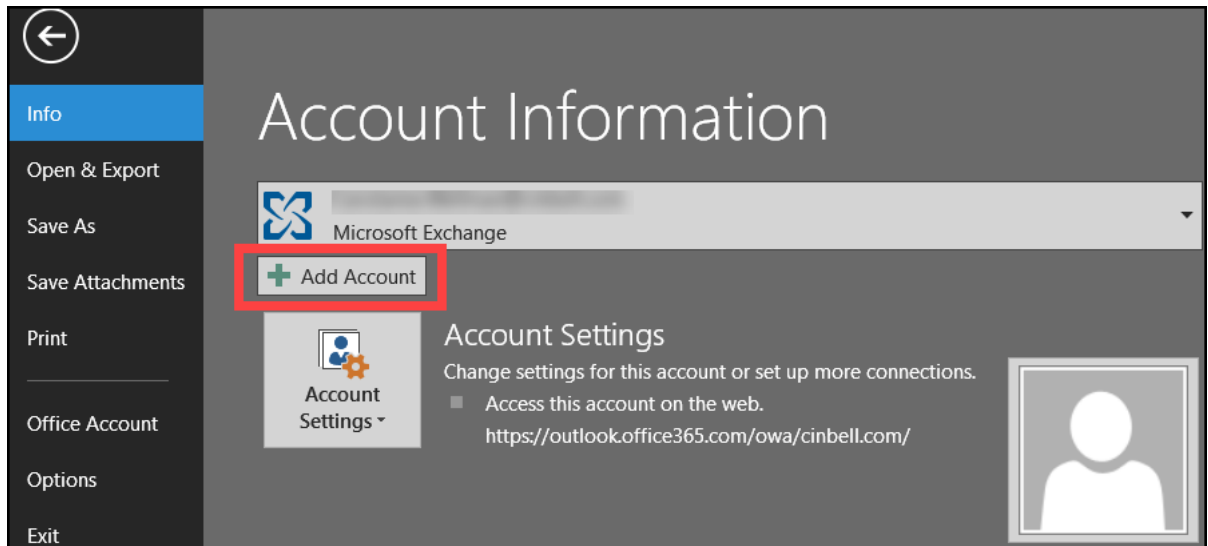 Info
Open & Export
Save As
Save Attachments
Print
Office Account
Options
Exit
Account Information
Microsoft Exchange
Add Account
Account
Settings
Account Settings
Change settings for this account or set up more connections.
Access this account on the web.
https://outlook.office365.com/owa/cinbell.com/